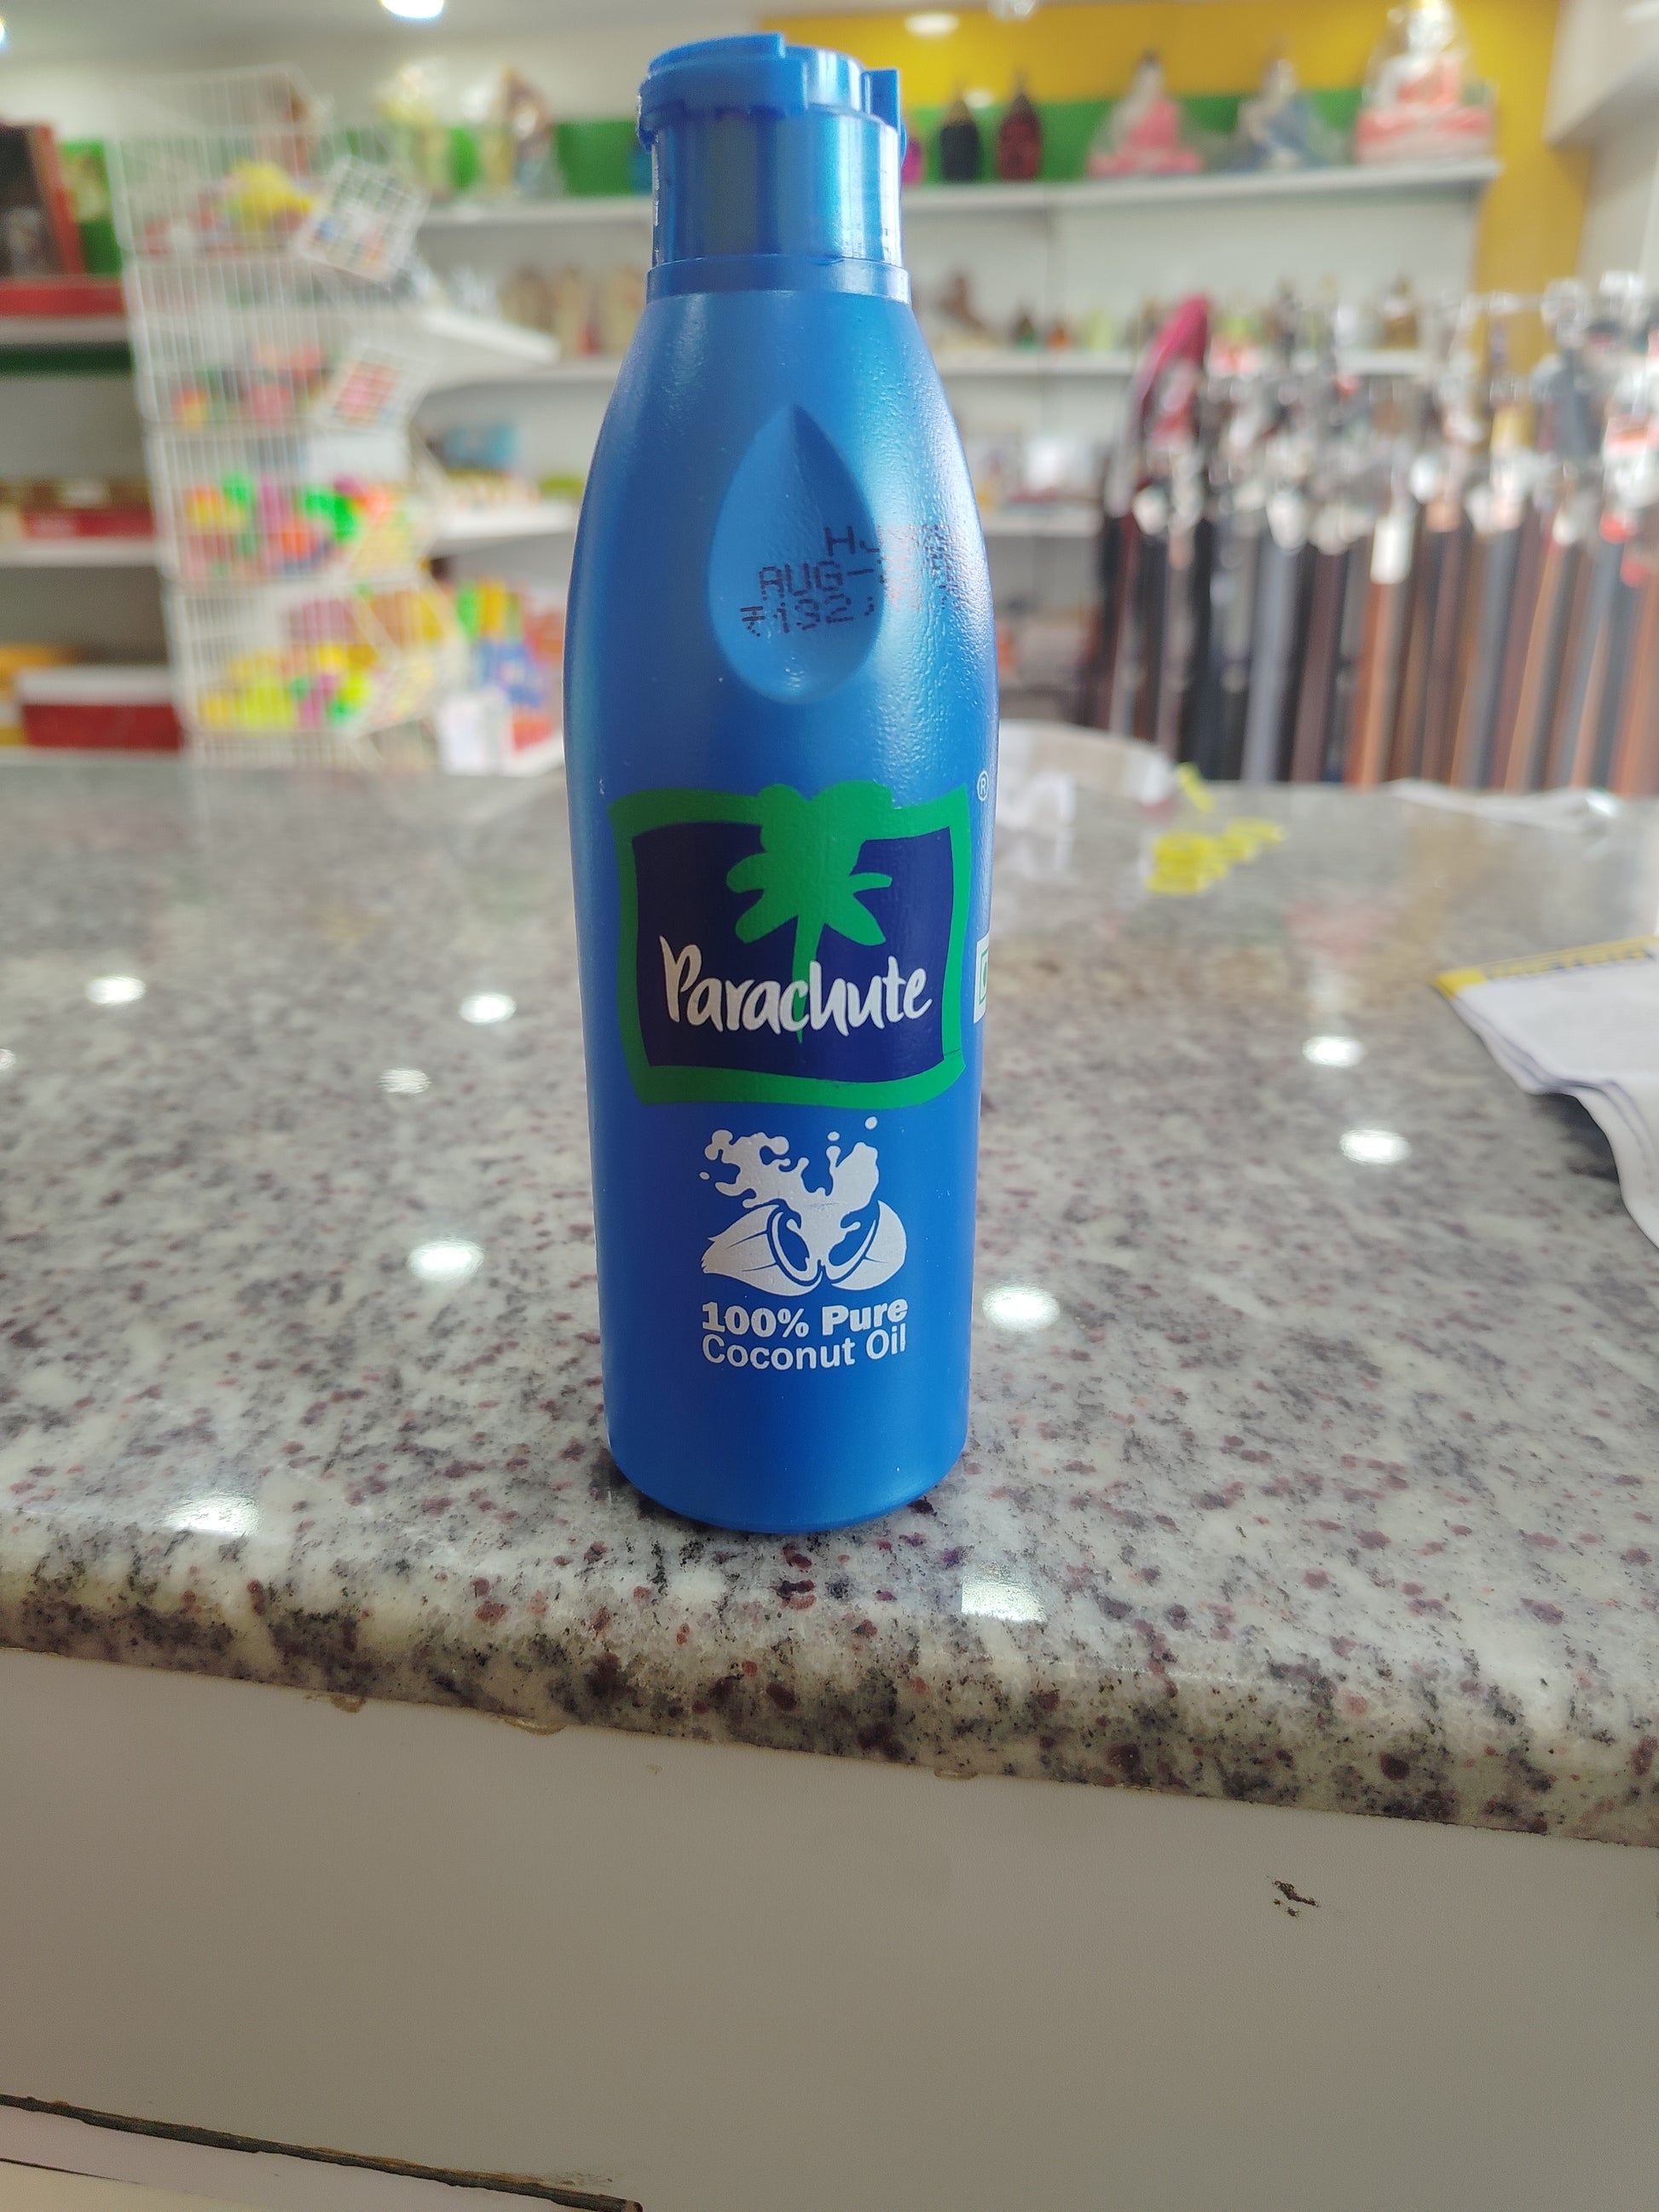 HJ
AUG-
₹132.
®
Parachute
100% Pure
Coconut Oil